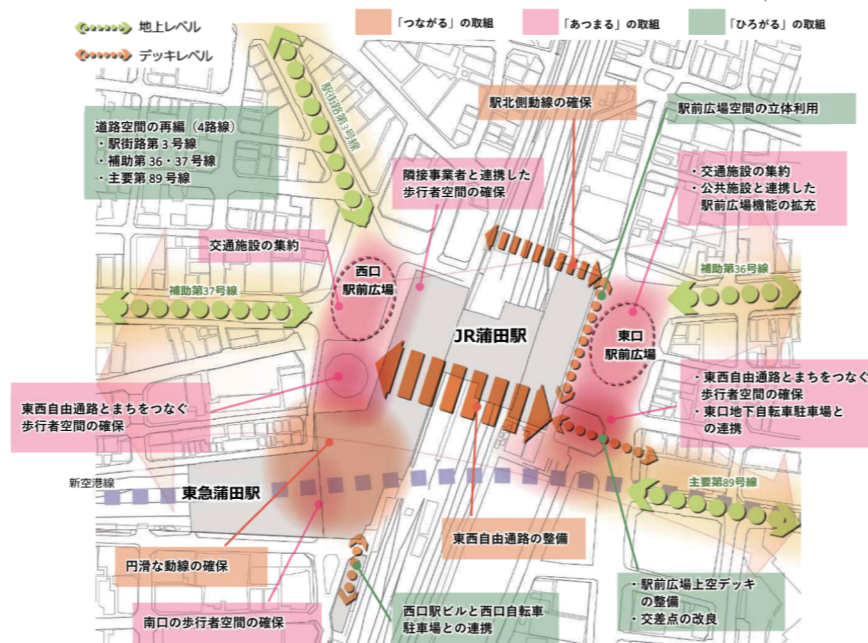 地上レベル
デッキレベル
「つながる」の取組
「あつまる」の取組
「ひろがる」の取組
駅街路第3号線
駅北側動線の確保
駅前広場空間の立体利用
道路空間の再編（4路線）
・駅街路第3号線
・補助第36・37号線
・主要第89号線
隣接事業者と連携した
歩行者空間の確保
・交通施設の集約
・公共施設と連携した
駅前広場機能の拡充
交通施設の集約
西口
駅前広場
補助第37号線
補助第36号線
JR蒲田駅
東口
駅前広場
東西自由通路とまちをつなぐ
歩行者空間の確保
・東西自由通路とまちをつなぐ
歩行者空間の確保
・東口地下自転車駐車場と
の連携
新空港線
東急蒲田駅
主要第89号線
東西自由通路の整備
円滑な動線の確保
・駅前広場上空デッキ
の整備
・交差点の改良
南口の歩行者空間の確保
西口駅ビルと西口自転車
駐車場との連携